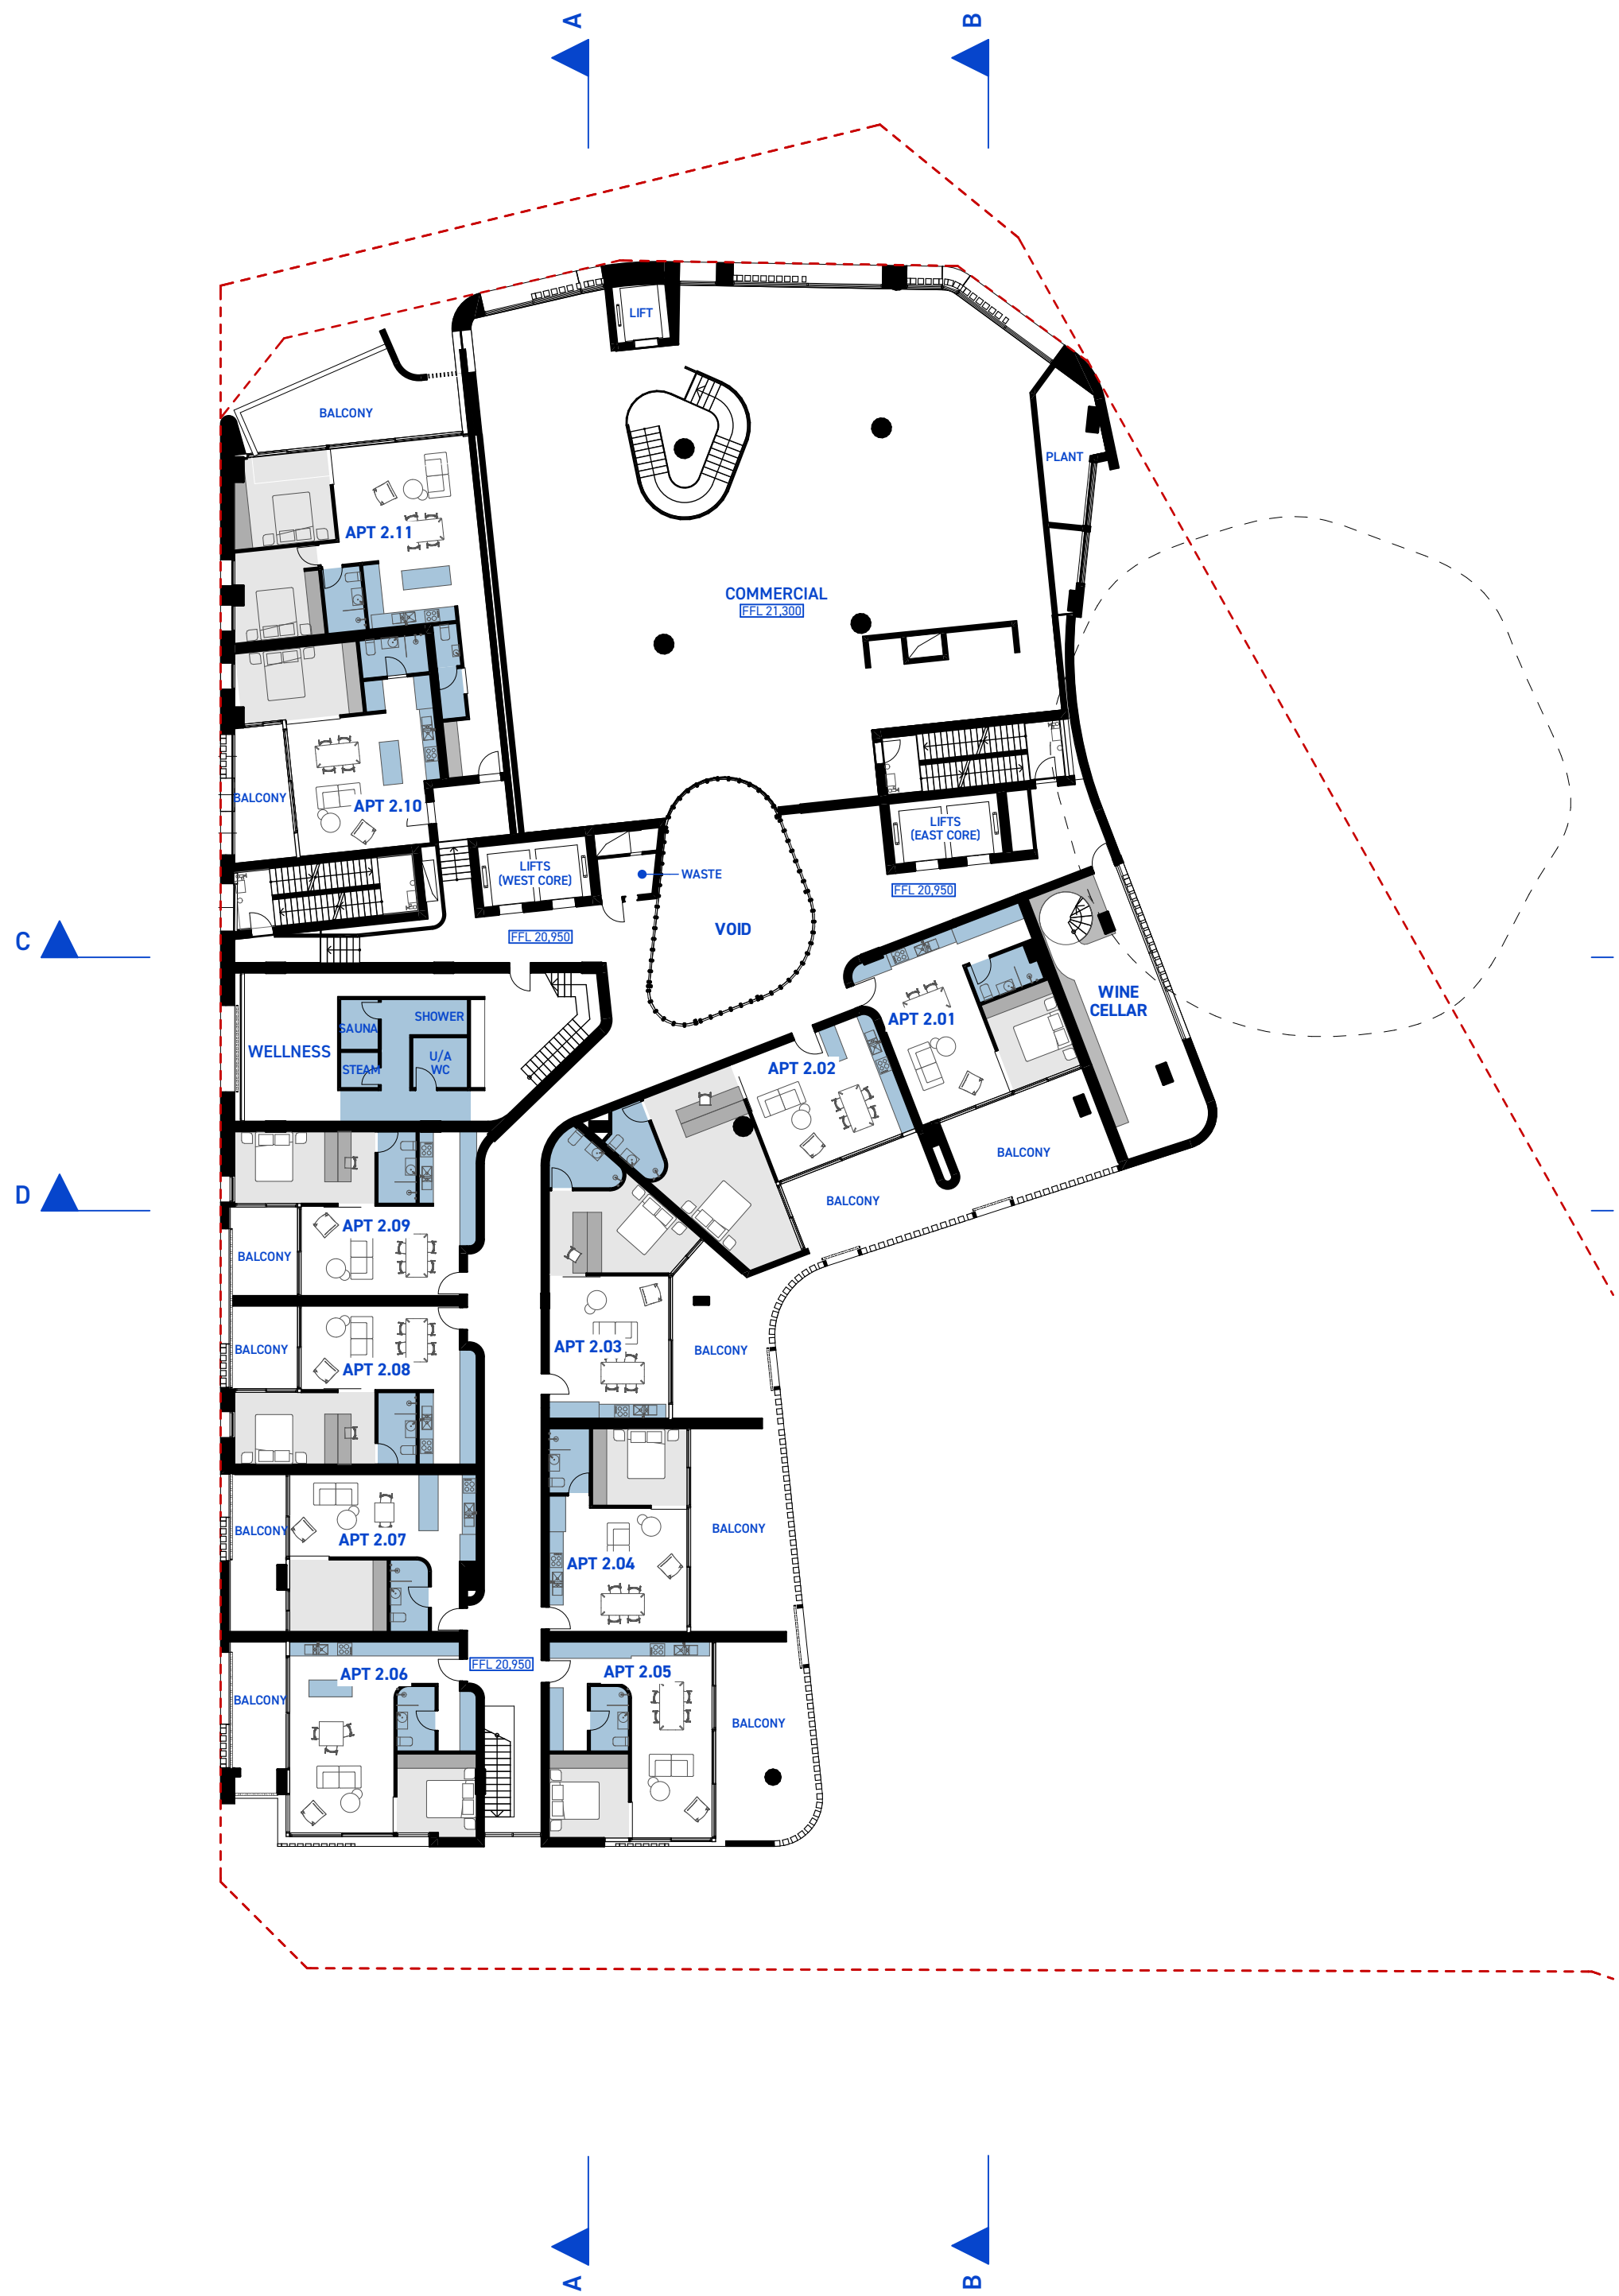 A
B
LIFT
BALCONY
PLANT
APT 2.11
COMMERCIAL
FFL 21,300
BALCONY
APT 2.10
LIFTS
(EAST CORE)
LIFTS
(WEST CORE)
WASTE
FFL 20,950
VOID
FFL 20,950
C
WINE
CELLAR
SHOWER
SAUNA
APT 2.01
WELLNESS
U/A
WC
STEAM
APT 2.02
BALCONY
D
BALCONY
APT 2.09
BALCONY
APT 2.03
BALCONY
BALCONY
APT 2.08
BALCONY
BALCONY
APT 2.07
APT 2.04
FFL 20,950
APT 2.06
APT 2.05
BALCONY
BALCONY
A
B